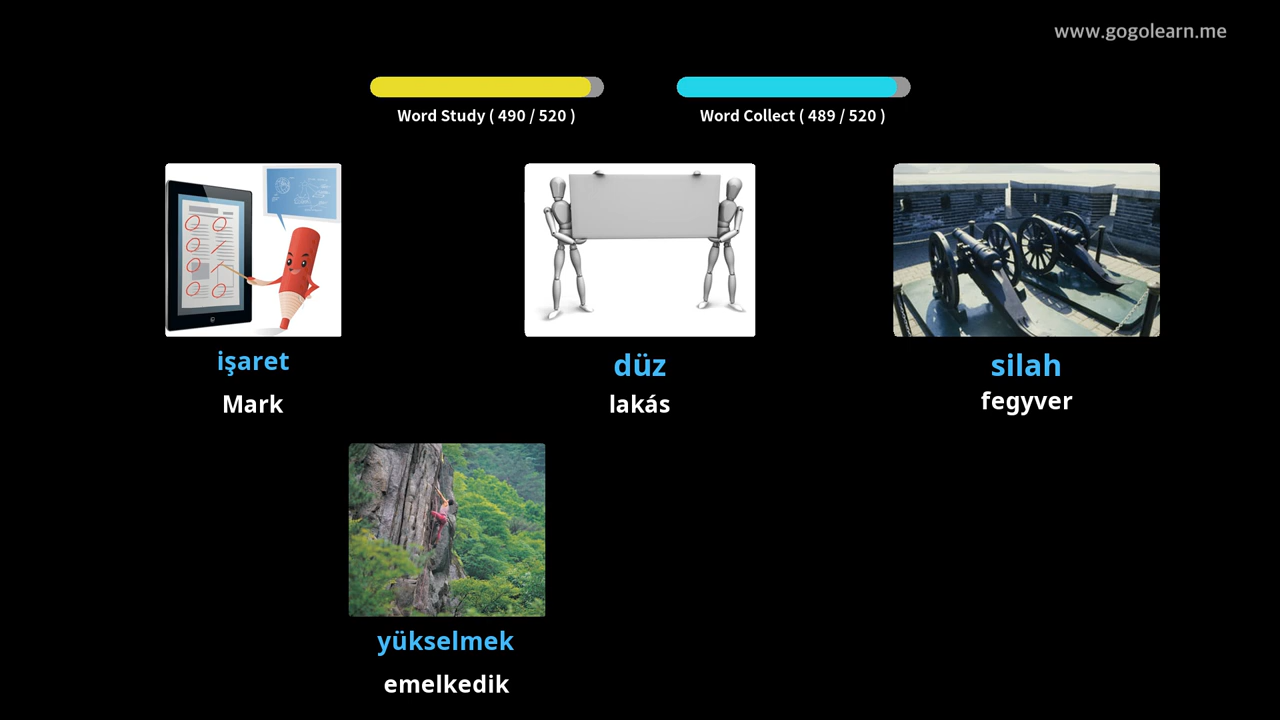 www.gogolearn.me
Word Study ( 490 / 520 )
Word Collect ( 489 / 520 )
işaret
Mark
düz
lakás
silah
fegyver
yükselmek
emelkedik